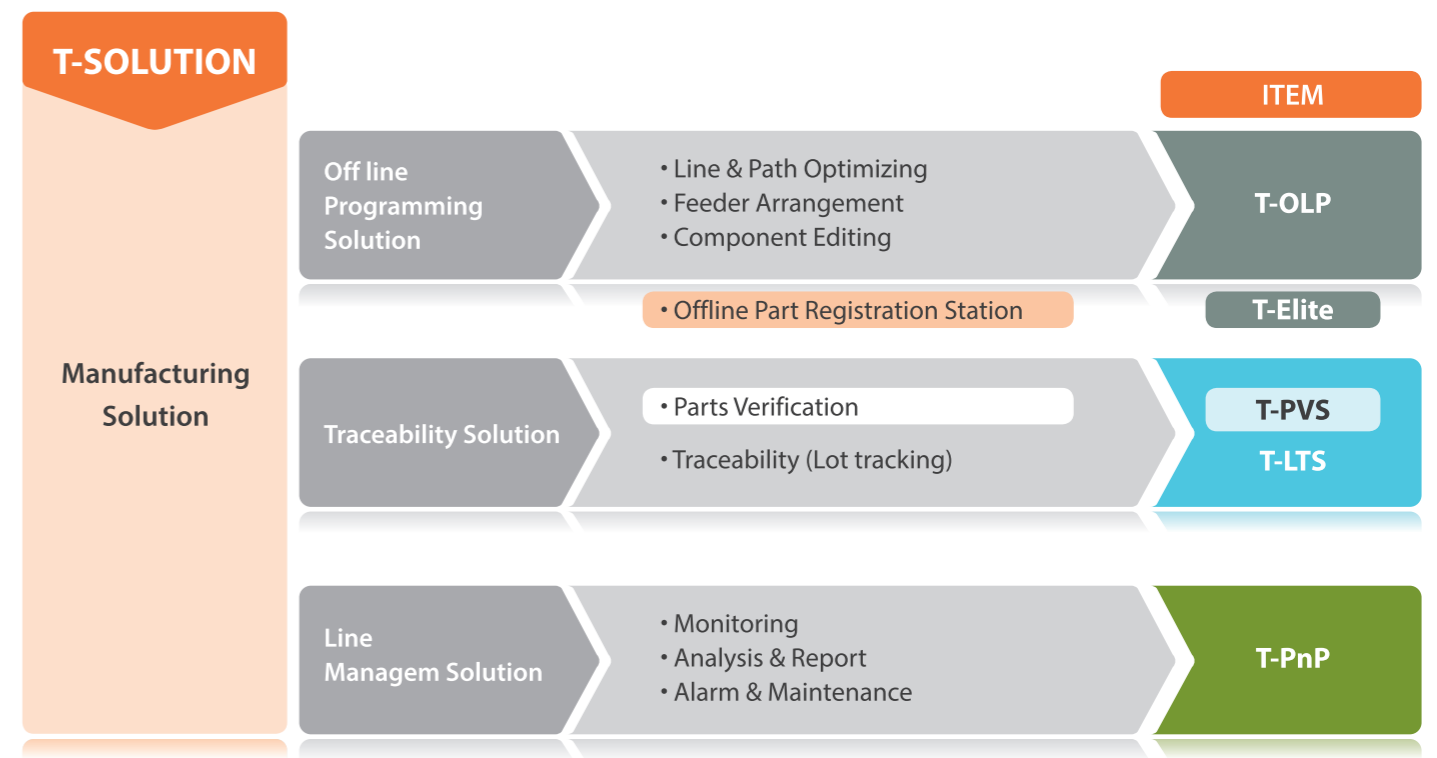 T-SOLUTION
Manufacturing
Solution
ITEM
Off line
Programming
Solution
• Line & Path Optimizing
• Feeder Arrangement
• Component Editing
T-OLP
• Offline Part Registration Station
T-Elite
Traceability Solution
• Parts Verification
• Traceability (Lot tracking)
T-PVS
T-LTS
Line
Managem Solution
• Monitoring
• Analysis & Report
• Alarm & Maintenance
T-PnP